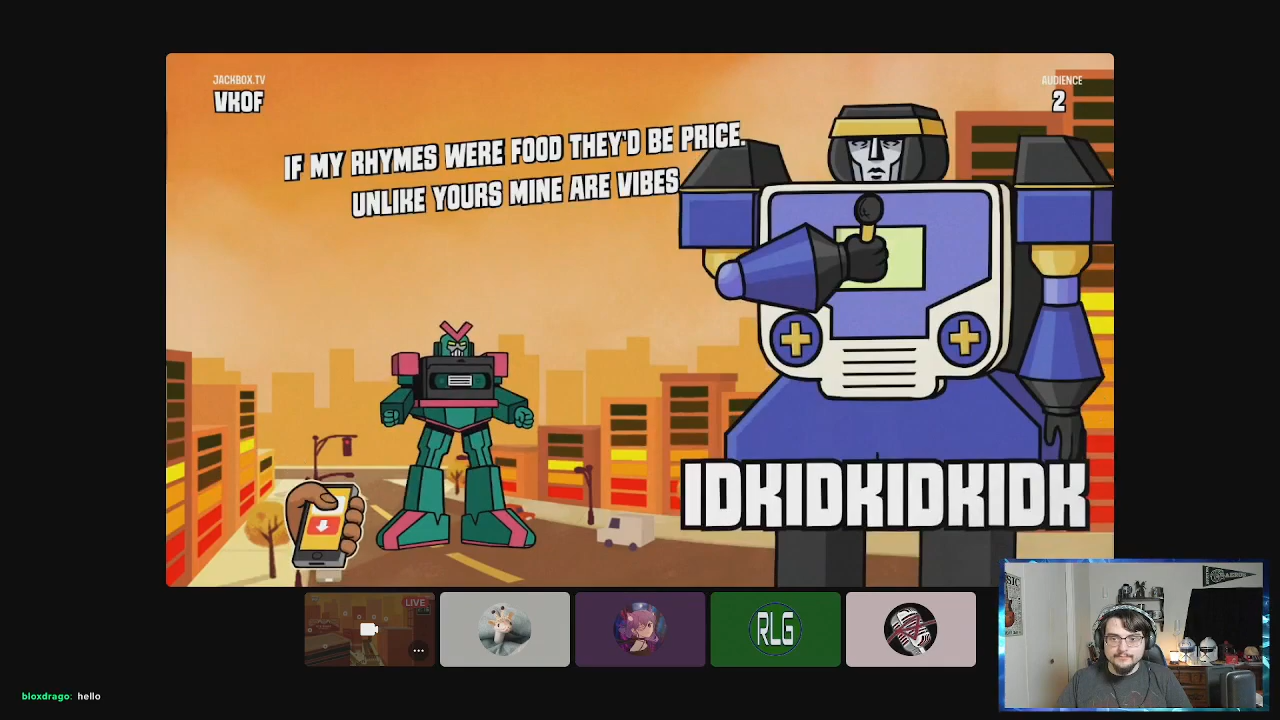 JACKBOX.TV
VKOF
AUDIENCE
2
IF MY RHYMES WERE FOOD THEY'D BE PRICE.
UNLIKE YOURS MINE ARE VIBES
IDKIDKIDKIDK
LIVE
RLG
bloxdrago: hello